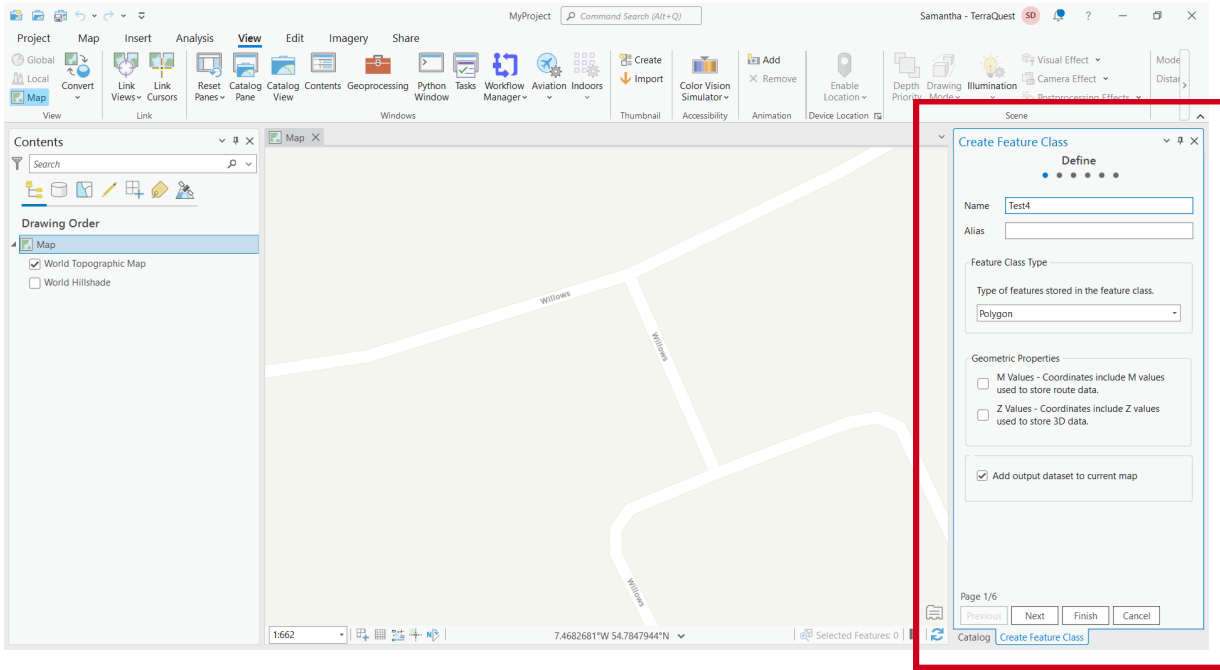 MyProject
Command Search (Alt+Q)
Samantha - TerraQuest
SD
?
Project Map Insert Analysis View Edit Imagery Share
Global
Local
Map
Convert
Link Views
Link Cursors
Reset Panes
Catalog Pane
Catalog View
Contents
Geoprocessing
Python Window
Tasks
Workflow Manager
Aviation
Indoors
Create
Import
Color Vision Simulator
Add
Remove
Enable Location
Depth Priority
Drawing Mode
Illumination
Visual Effect
Camera Effect
Postprocessing Effects
View
Link
Windows
Thumbnail
Accessibility
Animation
Device Location
Scene
Contents
Search
Drawing Order
Map
World Topographic Map
World Hillshade
Map
Willows
Willows
Willows
1:662
7.4682681°W 54.7847944°N
Selected Features: 0
Create Feature Class
Define
Name Test4
Alias
Feature Class Type
Type of features stored in the feature class.
Polygon
Geometric Properties
M Values - Coordinates include M values
used to store route data.
Z Values - Coordinates include Z values
used to store 3D data.
Add output dataset to current map
Page 1/6
Previous Next Finish Cancel
Catalog Create Feature Class